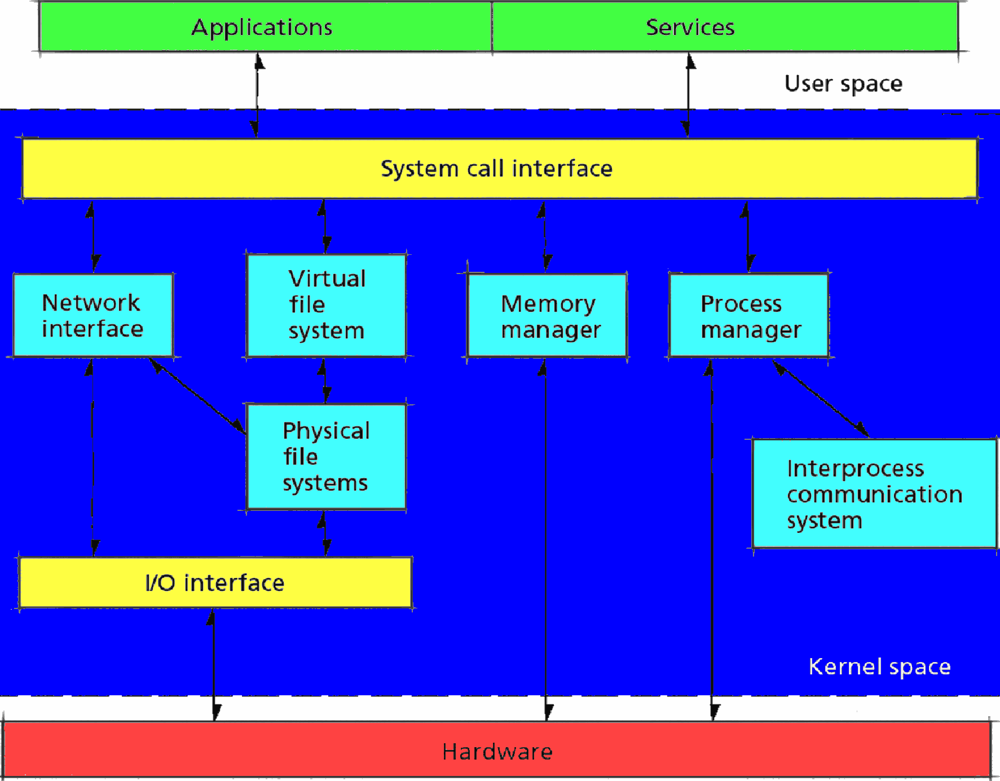 Applications
Services
User space
System call interface
Network
interface
Virtual
file
system
Memory
manager
Process
manager
Physical
file
systems
Interprocess
communication
system
I/O interface
Kernel space
Hardware